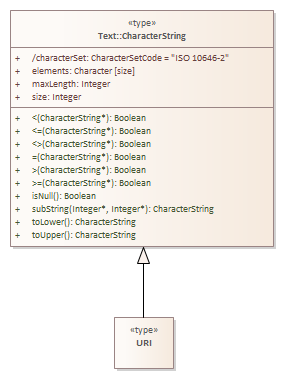 «type»
Text::CharacterString
+ /characterSet: CharacterSetCode = "ISO 10646-2"
+ elements: Character [size]
+ maxLength: Integer
+ size: Integer
+ <(CharacterString*): Boolean
+ <=(CharacterString*): Boolean
+ <>(CharacterString*): Boolean
+ =(CharacterString*): Boolean
+ >(CharacterString*): Boolean
+ >=(CharacterString*): Boolean
+ isNull(): Boolean
+ subString(Integer*, Integer*): CharacterString
+ toLower(): CharacterString
+ toUpper(): CharacterString
«type»
URI